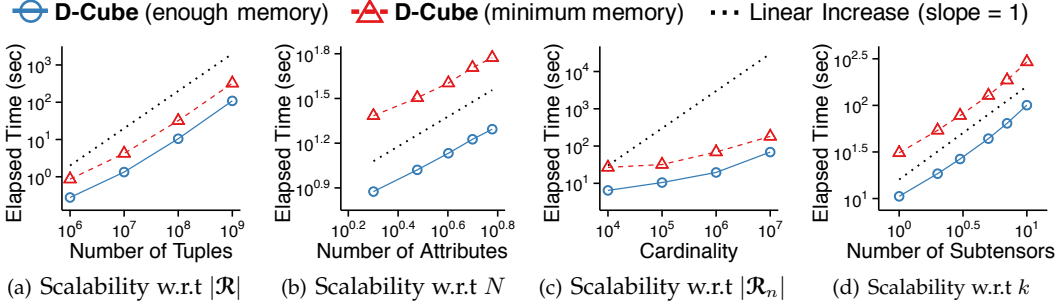 D-Cube (enough memory) D-Cube (minimum memory) Linear Increase (slope = 1)
Elapsed Time (sec)
10^3
10^2
10^1
10^0
10^6 10^7 10^8 10^9
Number of Tuples
(a) Scalability w.r.t |𝓡|
Elapsed Time (sec)
10^1.8
10^1.5
10^1.2
10^0.9
10^0.2 10^0.4 10^0.6 10^0.8
Number of Attributes
(b) Scalability w.r.t N
Elapsed Time (sec)
10^4
10^3
10^2
10^1
10^4 10^5 10^6 10^7
Cardinality
(c) Scalability w.r.t |𝓡_n|
Elapsed Time (sec)
10^2.5
10^2
10^1.5
10^1
10^0 10^0.5 10^1
Number of Subtensors
(d) Scalability w.r.t k